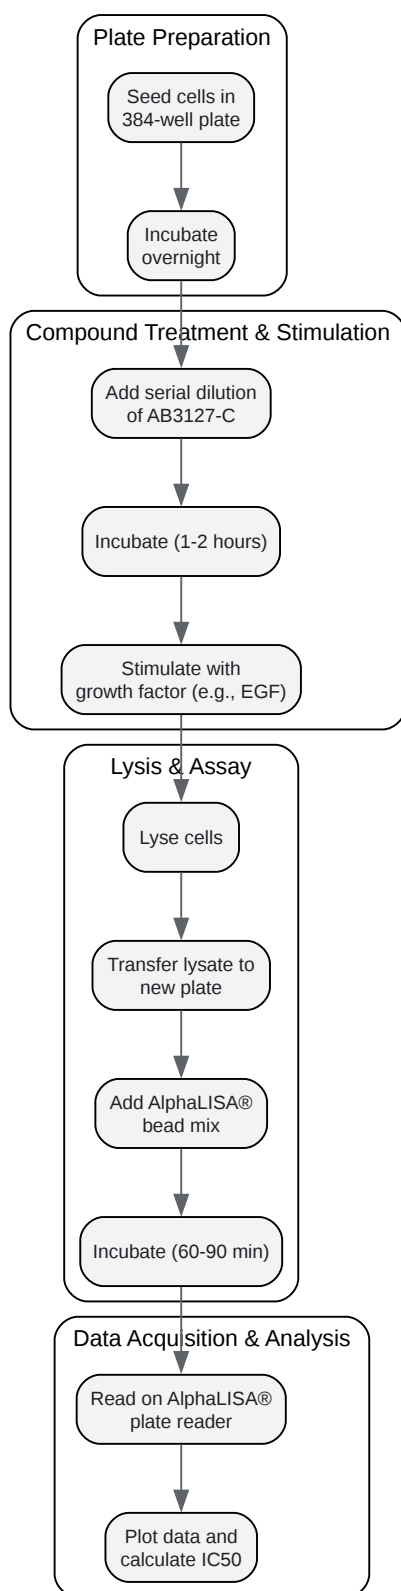 Plate Preparation
Seed cells in
384-well plate
Incubate
overnight
Compound Treatment & Stimulation
Add serial dilution
of AB3127-C
Incubate (1-2 hours)
Stimulate with
growth factor (e.g., EGF)
Lysis & Assay
Lyse cells
Transfer lysate to
new plate
Add AlphaLISA®
bead mix
Incubate (60-90 min)
Data Acquisition & Analysis
Read on AlphaLISA®
plate reader
Plot data and
calculate IC50